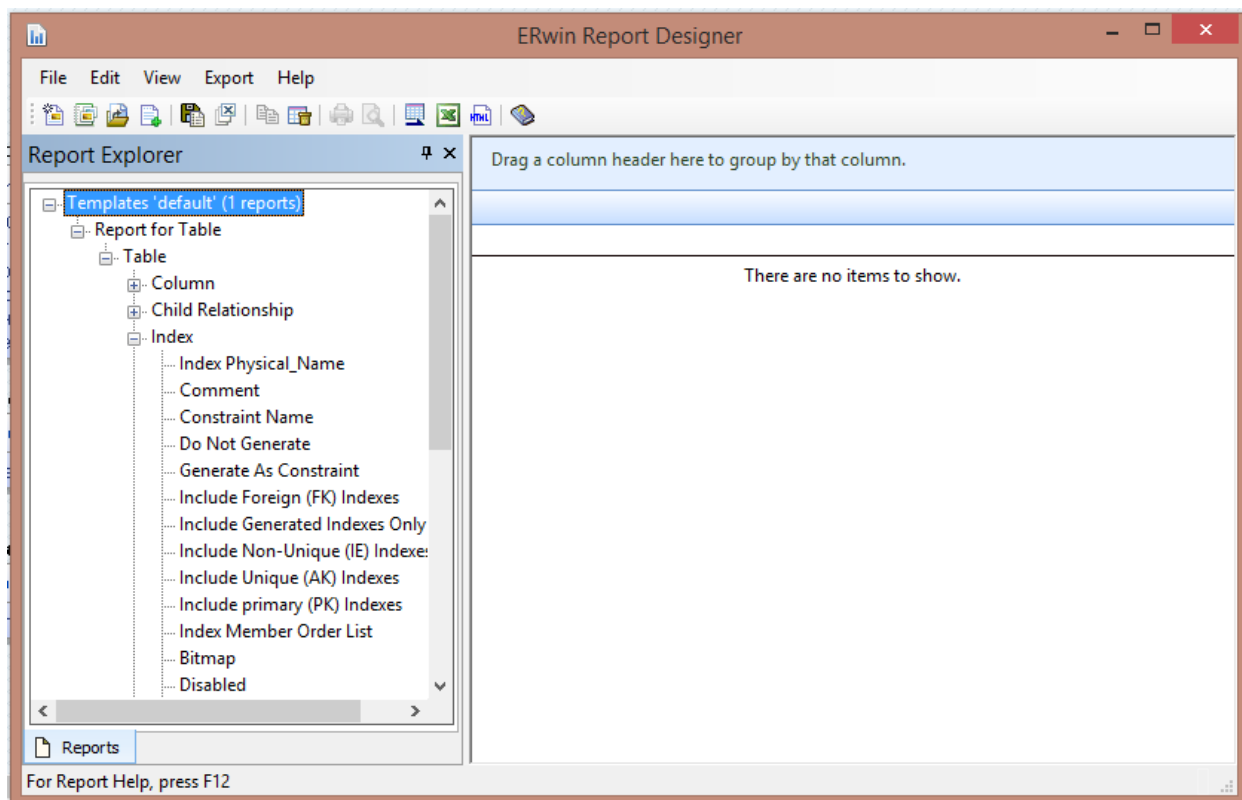 ERwin Report Designer
File Edit View Export Help
HTML
Report Explorer
Drag a column header here to group by that column.
Templates 'default' (1 reports)
Report for Table
Table
Column
Child Relationship
Index
Index Physical_Name
Comment
Constraint Name
Do Not Generate
Generate As Constraint
Include Foreign (FK) Indexes
Include Generated Indexes Only
Include Non-Unique (IE) Indexes
Include Unique (AK) Indexes
Include primary (PK) Indexes
Index Member Order List
Bitmap
Disabled
There are no items to show.
Reports
For Report Help, press F12